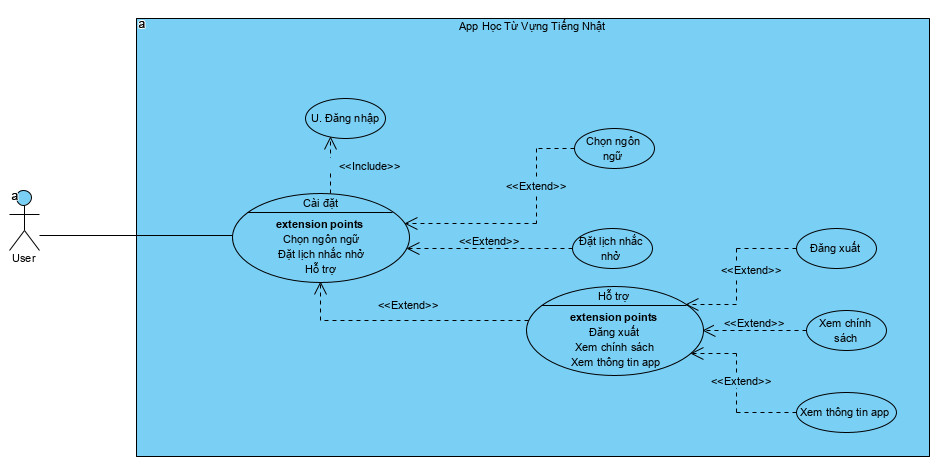 a
App Học Từ Vựng Tiếng Nhật
U. Đăng nhập
<<Include>>
Chọn ngôn
ngữ
<<Extend>>
a
User
Cài đặt
extension points
Chọn ngôn ngữ
Đặt lịch nhắc nhở
Hỗ trợ
<<Extend>>
Đặt lịch nhắc
nhở
Đăng xuất
<<Extend>>
<<Extend>>
Hỗ trợ
extension points
Đăng xuất
Xem chính sách
Xem thông tin app
<<Extend>>
Xem chính
sách
<<Extend>>
Xem thông tin app